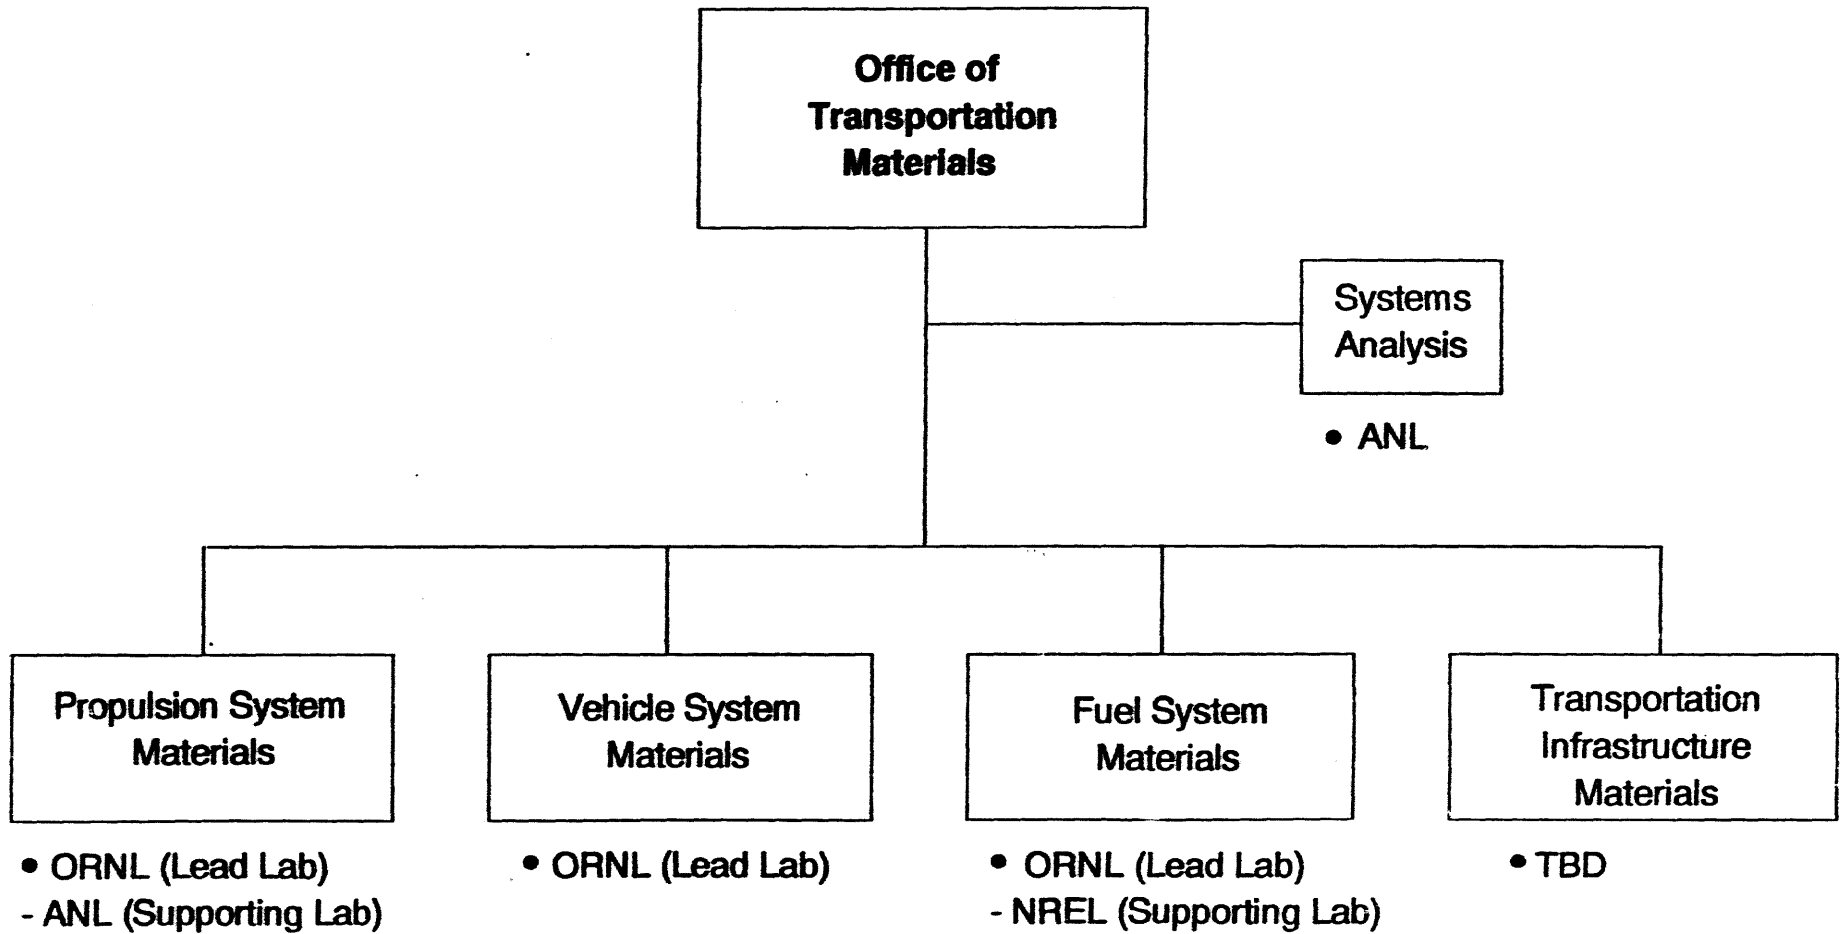 Office of
Transportation
Materials
Systems
Analysis
• ANL
Propulsion System
Materials
• ORNL (Lead Lab)
- ANL (Supporting Lab)
Vehicle System
Materials
• ORNL (Lead Lab)
Fuel System
Materials
• ORNL (Lead Lab)
- NREL (Supporting Lab)
Transportation
Infrastructure
Materials
• TBD